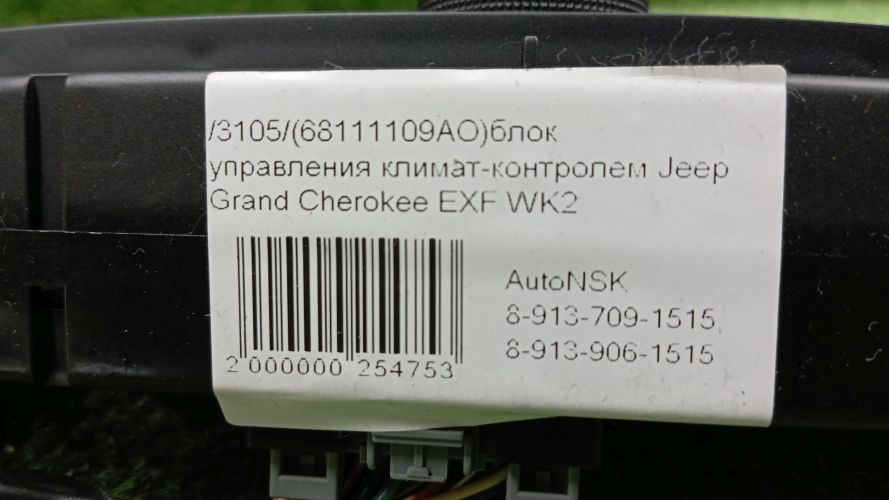 /3105/(68111109AO)блок
управления климат-контролем Jeep
Grand Cherokee EXF WK2
AutoNSK
8-913-709-1515,
8-913-906-1515
2 000000 254753